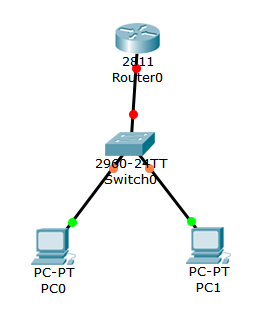 2811
Router0
2960-24TT
Switch0
PC-PT
PC0
PC-PT
PC1